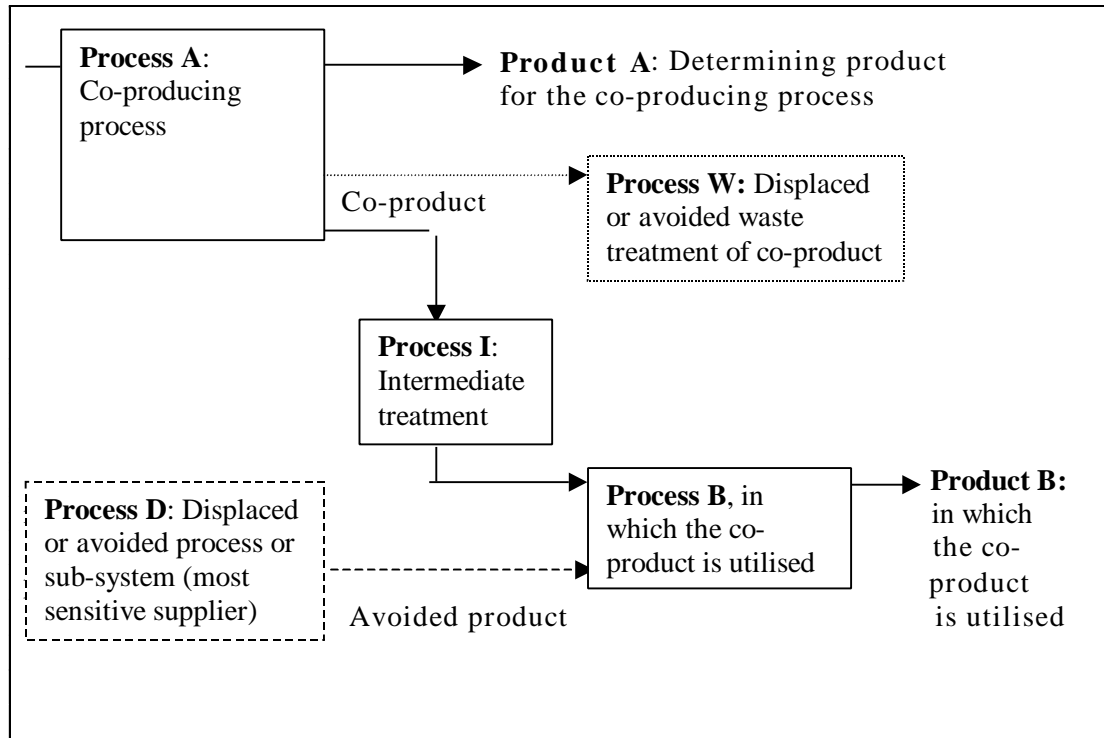 Process A:
Co-producing
process
Product A: Determining product
for the co-producing process
Co-product
Process W: Displaced
or avoided waste
treatment of co-product
Process I:
Intermediate
treatment
Process D: Displaced
or avoided process or
sub-system (most
sensitive supplier)
Avoided product
Process B, in
which the co-
product is utilised
Product B:
in which
the co-
product
is utilised